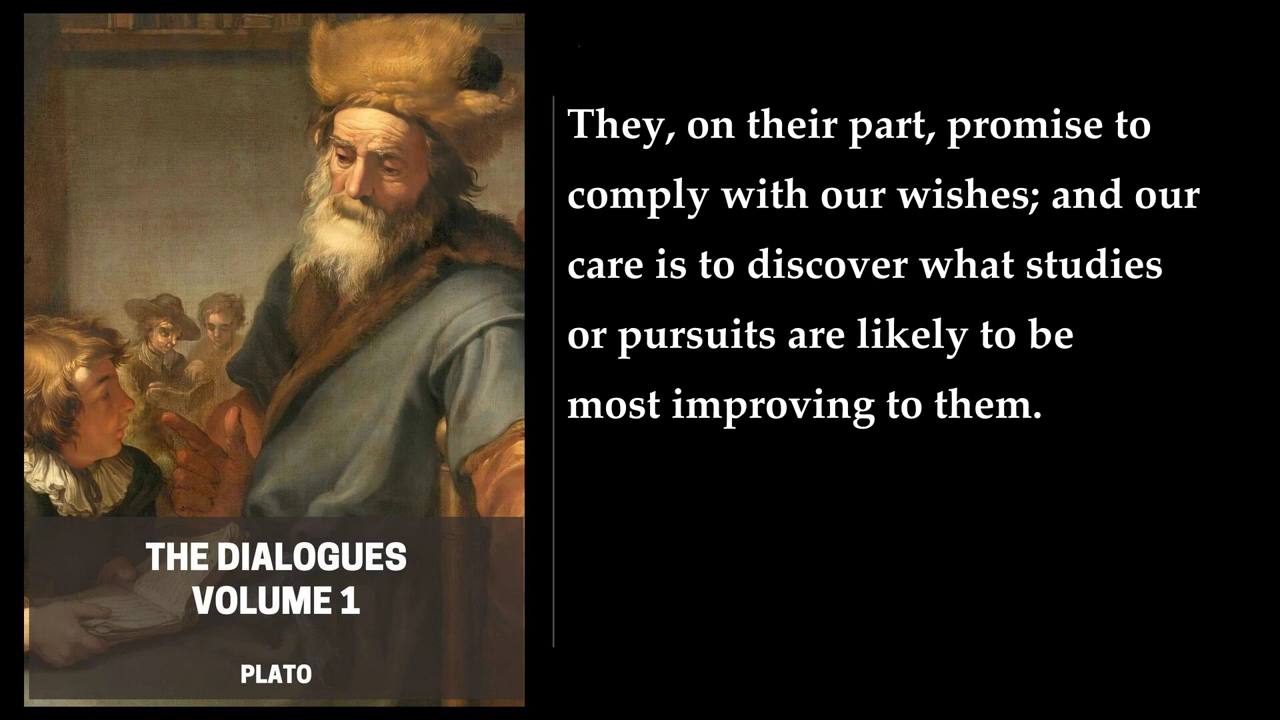 They, on their part, promise to
comply with our wishes; and our
care is to discover what studies
or pursuits are likely to be
most improving to them.
THE DIALOGUES
VOLUME 1
PLATO